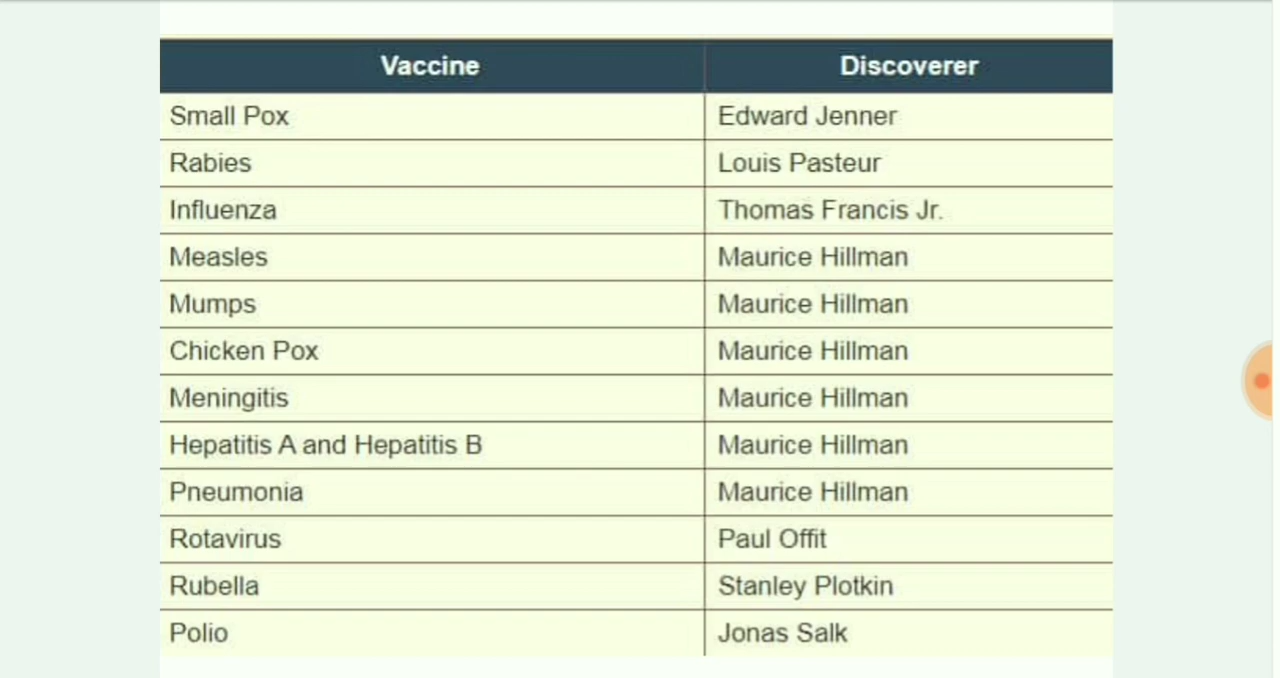 Vaccine Discoverer
Small Pox Edward Jenner
Rabies Louis Pasteur
Influenza Thomas Francis Jr.
Measles Maurice Hillman
Mumps Maurice Hillman
Chicken Pox Maurice Hillman
Meningitis Maurice Hillman
Hepatitis A and Hepatitis B Maurice Hillman
Pneumonia Maurice Hillman
Rotavirus Paul Offit
Rubella Stanley Plotkin
Polio Jonas Salk